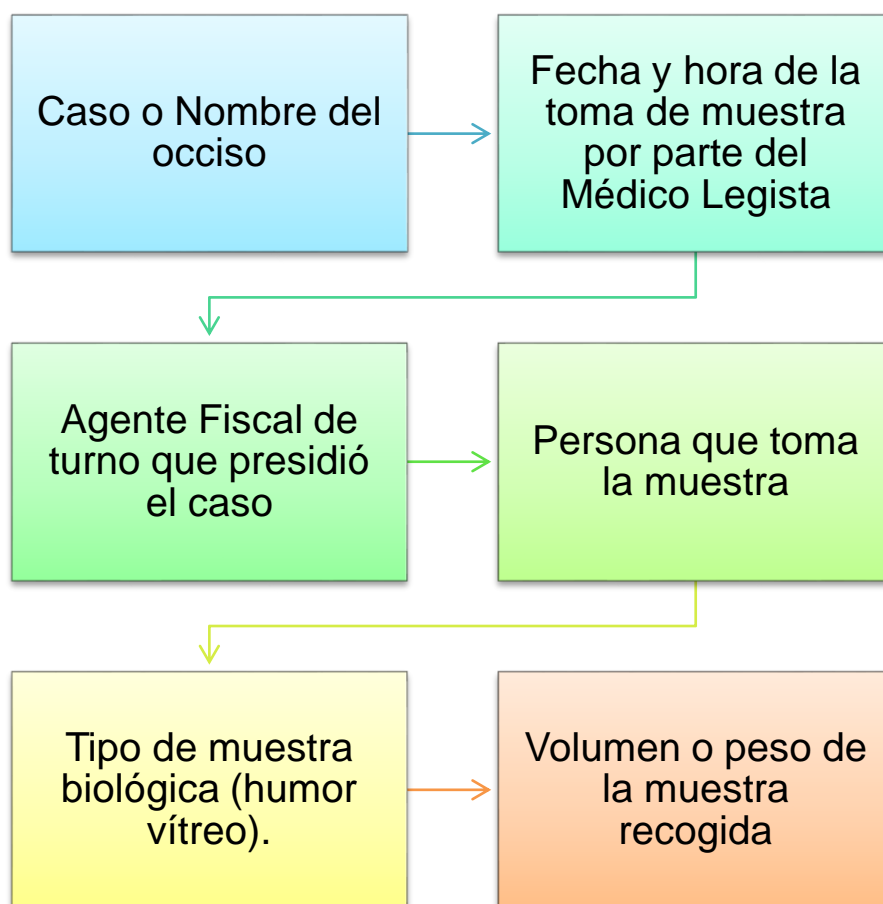 Caso o Nombre del
occiso
Fecha y hora de la
toma de muestra
por parte del
Médico Legista
Agente Fiscal de
turno que presidió
el caso
Persona que toma
la muestra
Tipo de muestra
biológica (humor
vítreo).
Volumen o peso de
la muestra
recogida